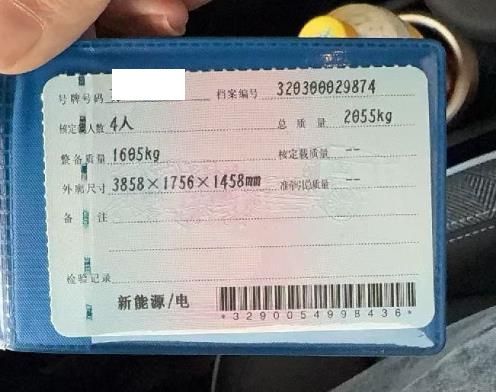 号牌号码 档案编号 320300029874
核定载人数 4人 总质量 2055kg
整备质量 1605kg 核定载质量 --
外廓尺寸 3858×1756×1458mm 准牵引总质量 --
备注
检验记录
新能源/电
*3290054998436*